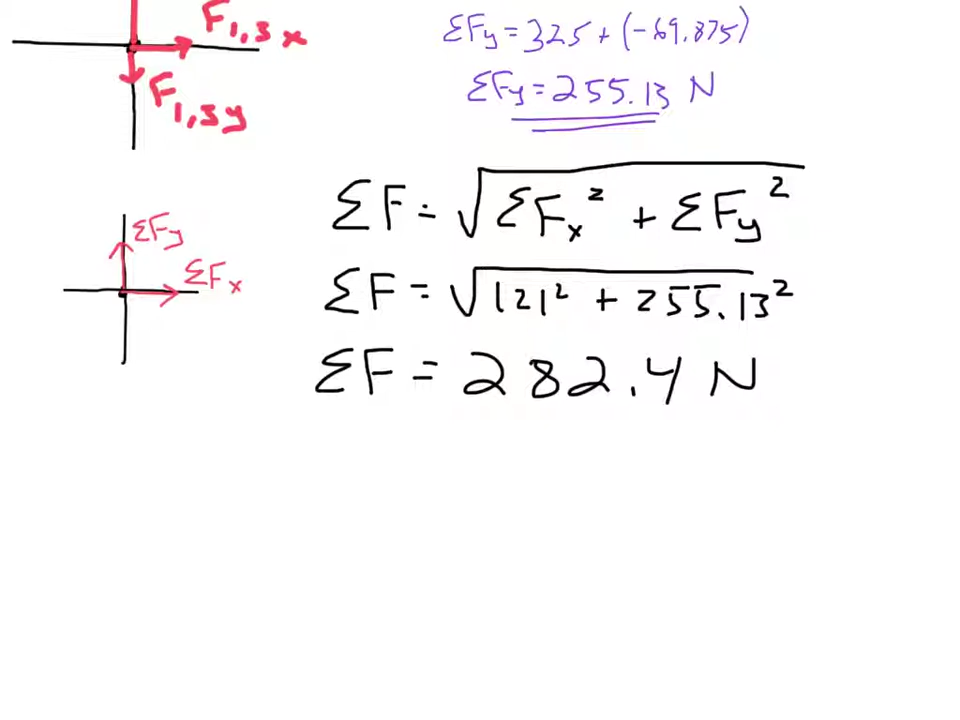 F₁,₃ₓ
ΣFy = 325 + (-69.875)
F₁,₃y
ΣFy = 255.13 N
ΣF = √ΣFₓ² + ΣFy²
ΣFy
ΣFₓ
ΣF = √121² + 255.13²
ΣF = 282.4 N